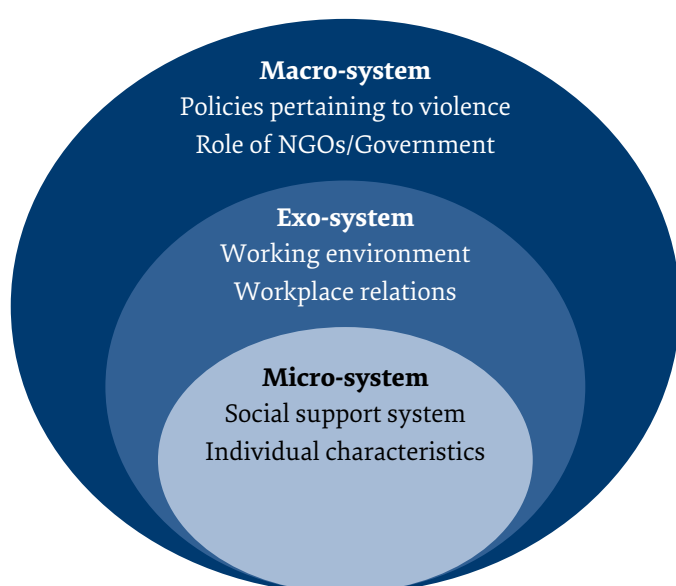 Macro-system
Policies pertaining to violence
Role of NGOs/Government
Exo-system
Working environment
Workplace relations
Micro-system
Social support system
Individual characteristics